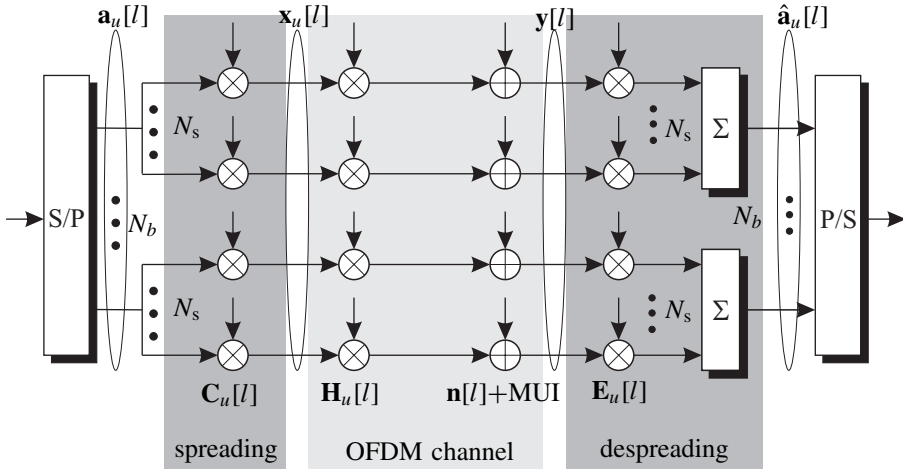 a_u[l] x_u[l] y[l] â_u[l]
N_s N_s
Σ
S/P N_b N_b P/S
N_s N_s
Σ
C_u[l] H_u[l] n[l]+MUI E_u[l]
spreading OFDM channel despreading